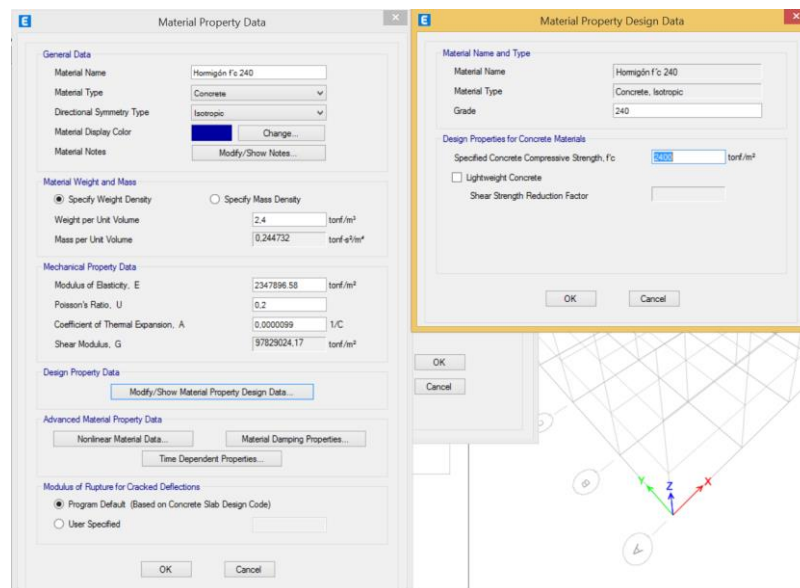 Material Property Data
General Data
Material Name Hormigón f'c 240
Material Type Concrete
Directional Symmetry Type Isotropic
Material Display Color Change...
Material Notes Modify/Show Notes...
Material Weight and Mass
Specify Weight Density Specify Mass Density
Weight per Unit Volume 2,4 tonf/m³
Mass per Unit Volume 0,244732 tonf-s²/m⁴
Mechanical Property Data
Modulus of Elasticity, E 2347896.58 tonf/m²
Poisson's Ratio, U 0,2
Coefficient of Thermal Expansion, A 0,0000099 1/C
Shear Modulus, G 97829024,17 tonf/m²
Design Property Data
Modify/Show Material Property Design Data...
Advanced Material Property Data
Nonlinear Material Data... Material Damping Properties...
Time Dependent Properties...
Modulus of Rupture for Cracked Deflections
Program Default (Based on Concrete Slab Design Code)
User Specified
OK Cancel
Material Property Design Data
Material Name and Type
Material Name Hormigón f'c 240
Material Type Concrete, Isotropic
Grade 240
Design Properties for Concrete Materials
Specified Concrete Compressive Strength, f'c 2400 tonf/m²
Lightweight Concrete
Shear Strength Reduction Factor
OK Cancel
OK
Cancel
Y Z X
B
A